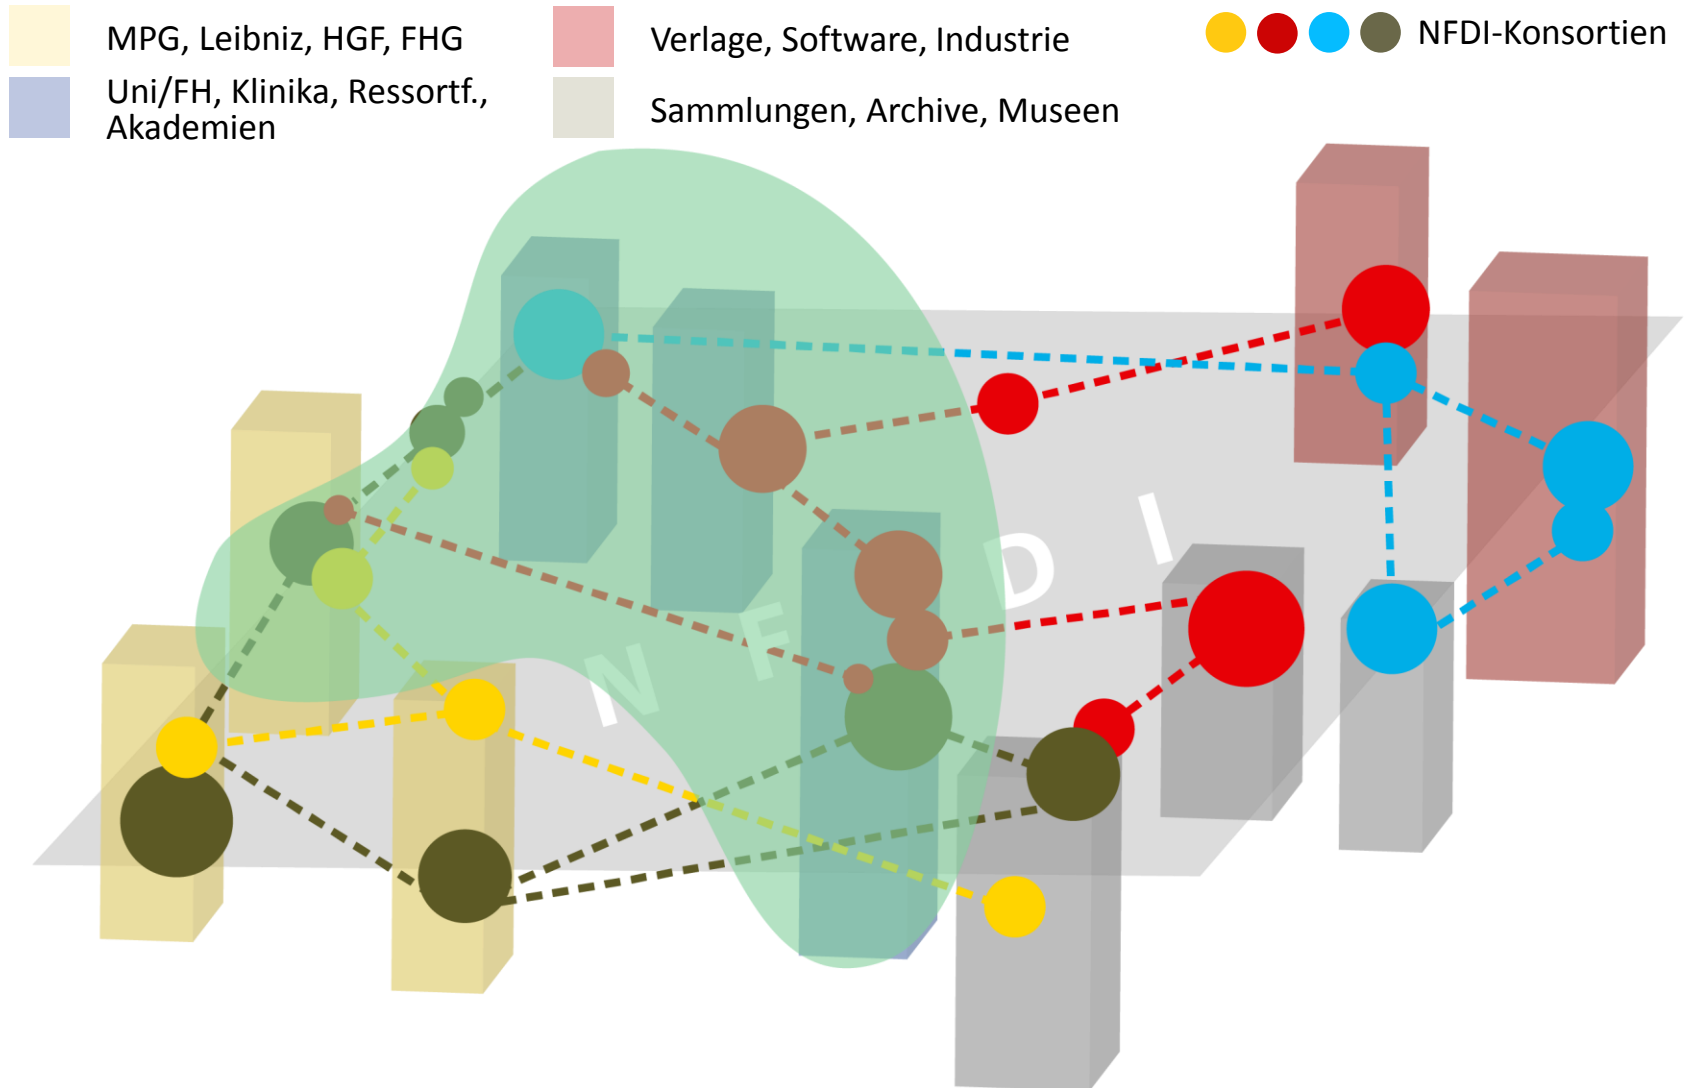 MPG, Leibniz, HGF, FHG
Uni/FH, Klinika, Ressortf.,
Akademien
Verlage, Software, Industrie
Sammlungen, Archive, Museen
NFDI-Konsortien
N F D I